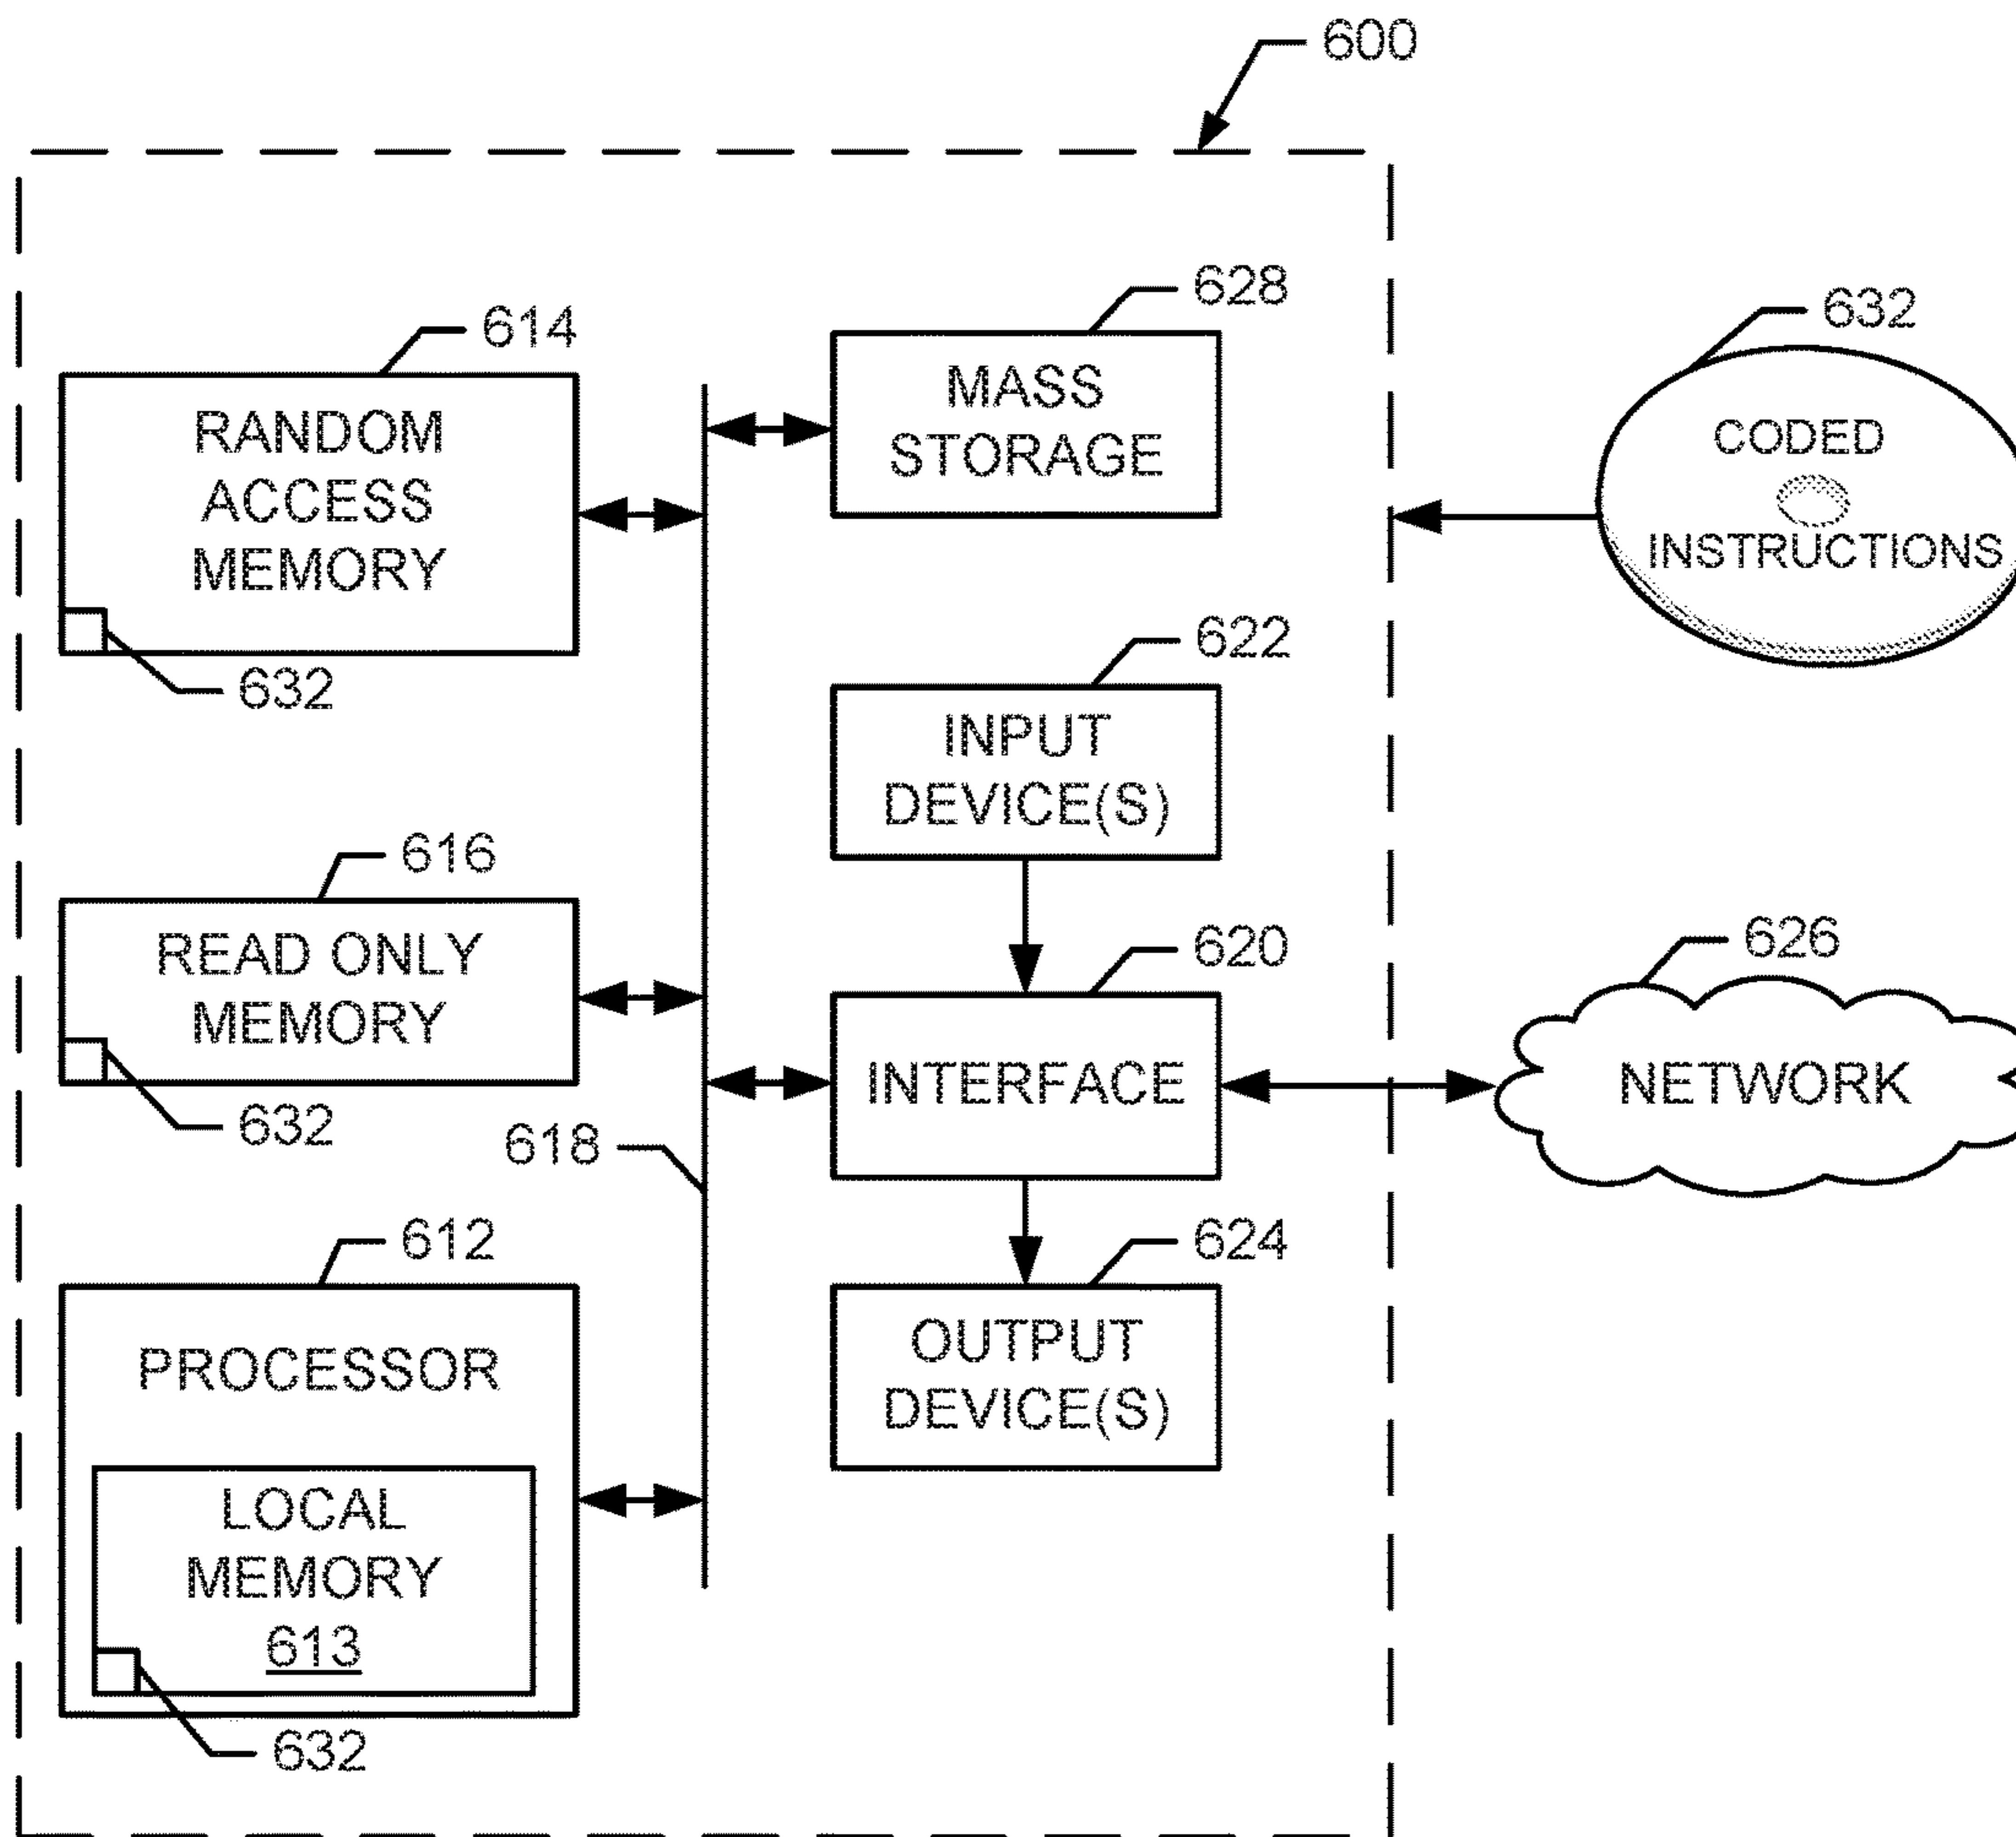 600
628
632
614
MASS
STORAGE
RANDOM
ACCESS
MEMORY
CODED
INSTRUCTIONS
632
622
INPUT
DEVICE(S)
616
620
626
READ ONLY
MEMORY
INTERFACE
NETWORK
632
618
612
624
PROCESSOR
OUTPUT
DEVICE(S)
LOCAL
MEMORY
613
632